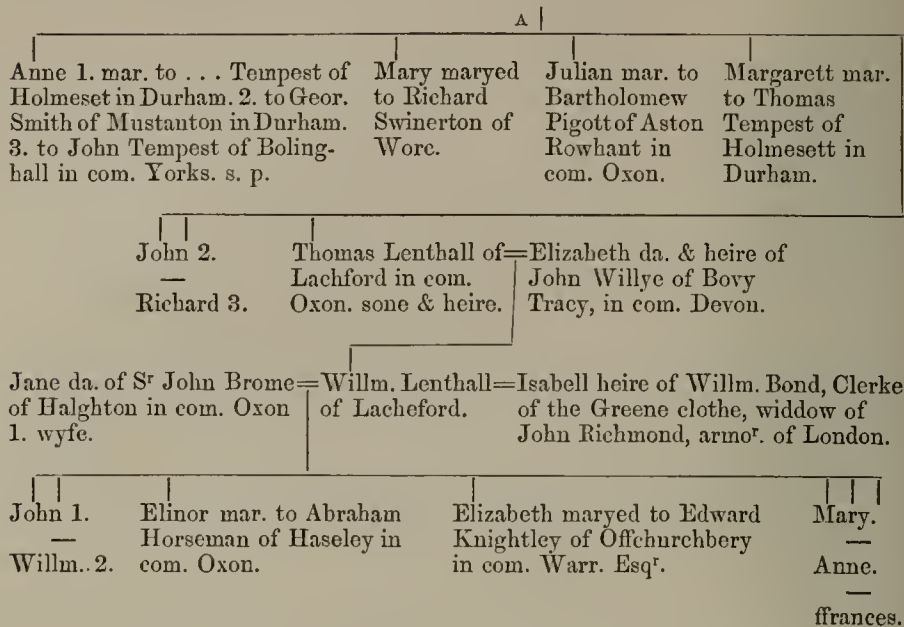 A
Anne 1. mar. to . . . Tempest of
Holmeset in Durham. 2. to Geor.
Smith of Mustanton in Durham.
3. to John Tempest of Boling-
hall in com. Yorks. s. p.
Mary maryed
to Richard
Swinerton of
Worc.
Julian mar. to
Bartholomew
Pigott of Aston
Rowhant in
com. Oxon.
Margarett mar.
to Thomas
Tempest of
Holmesett in
Durham.
John 2.
—
Richard 3.
Thomas Lenthall of=
Lachford in com.
Oxon. sone & heire.
Elizabeth da. & heire of
John Willye of Bovy
Tracy, in com. Devon.
Jane da. of Sʳ John Brome=
of Halghton in com. Oxon
1. wyfe.
Willm. Lenthall=
of Lacheford.
Isabell heire of Willm. Bond, Clerke
of the Greene clothe, widdow of
John Richmond, armoʳ. of London.
John 1.
—
Willm.. 2.
Elinor mar. to Abraham
Horseman of Haseley in
com. Oxon.
Elizabeth maryed to Edward
Knightley of Offchurchbery
in com. Warr. Esqʳ.
Mary.
—
Anne.
—
ffrances.